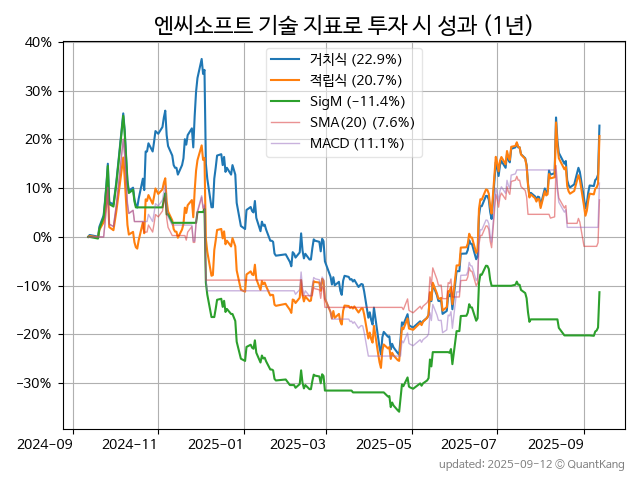 엔씨소프트 기술 지표로 투자 시 성과 (1년)
40%
30%
20%
10%
0%
−10%
−20%
−30%
거치식 (22.9%)
적립식 (20.7%)
SigM (−11.4%)
SMA(20) (7.6%)
MACD (11.1%)
2024-09 2024-11 2025-01 2025-03 2025-05 2025-07 2025-09
updated: 2025-09-12 ⓒ QuantKang